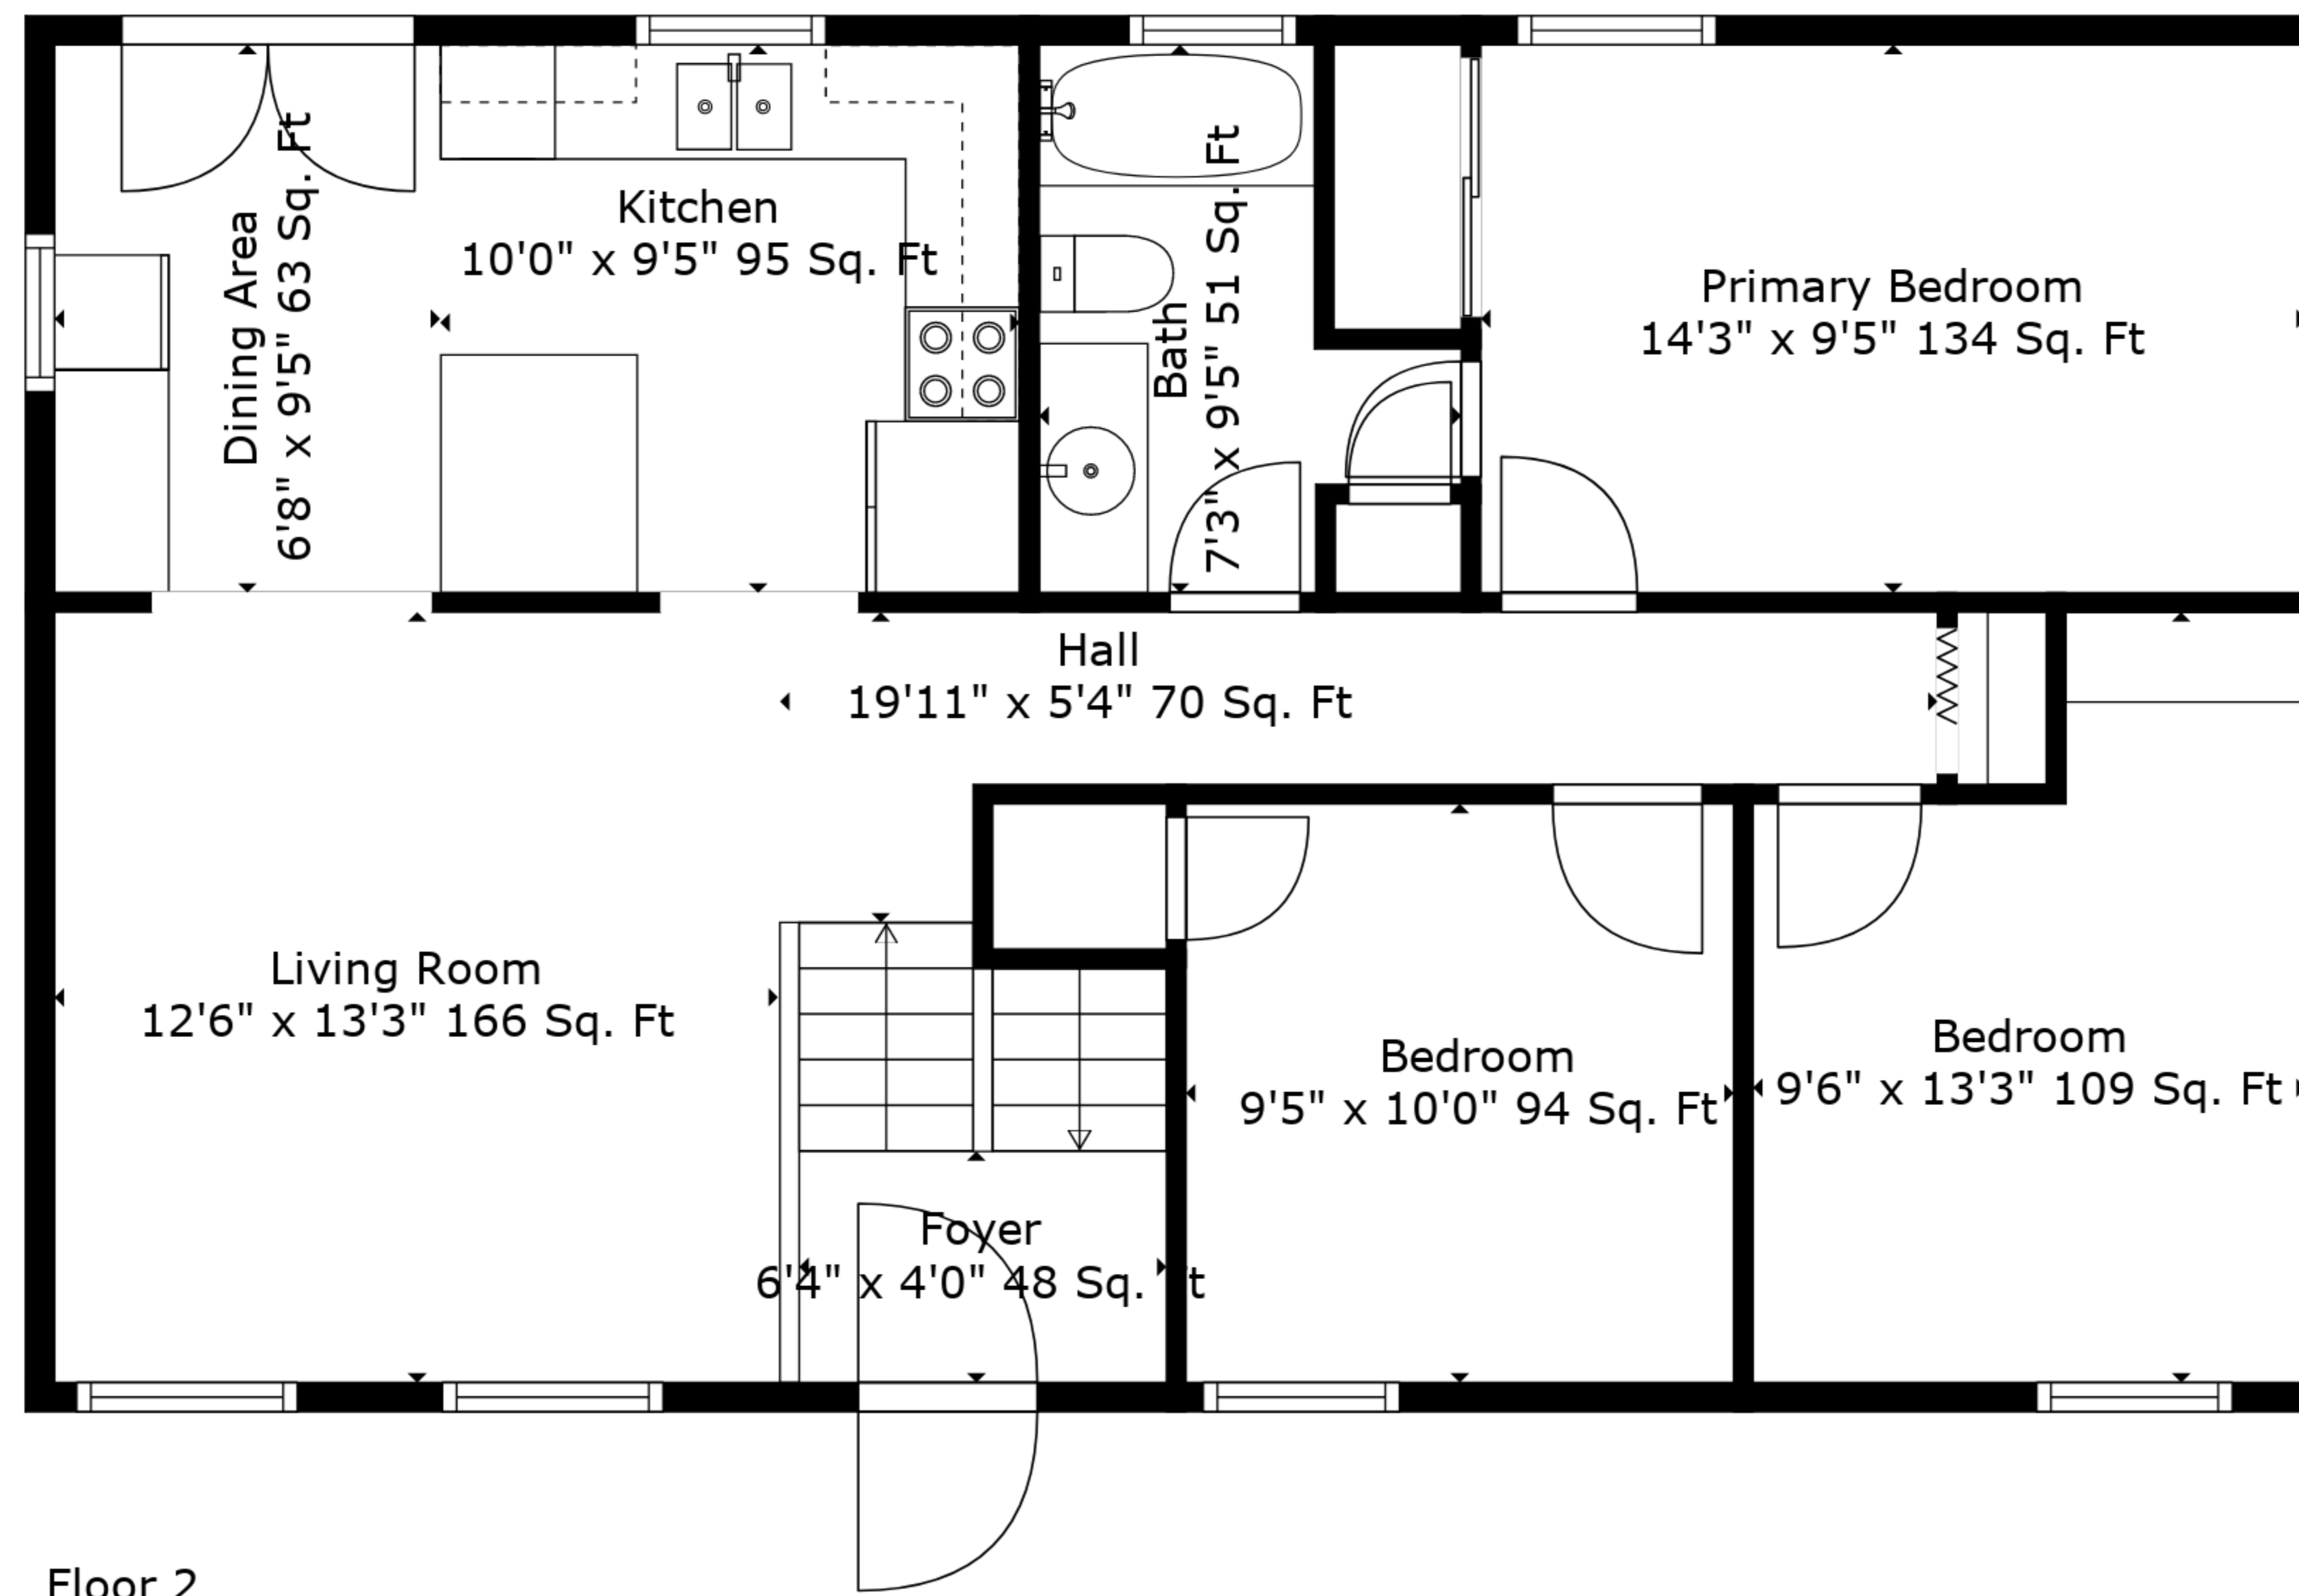 Kitchen
10'0" x 9'5" 95 Sq. Ft
Dining Area
6'8" x 9'5" 63 Sq. Ft
Bath
7'3" x 9'5" 51 Sq. Ft
Primary Bedroom
14'3" x 9'5" 134 Sq. Ft
Hall
19'11" x 5'4" 70 Sq. Ft
Living Room
12'6" x 13'3" 166 Sq. Ft
Bedroom
9'5" x 10'0" 94 Sq. Ft
Bedroom
9'6" x 13'3" 109 Sq. Ft
Foyer
6'4" x 4'0" 48 Sq. Ft
Floor 2